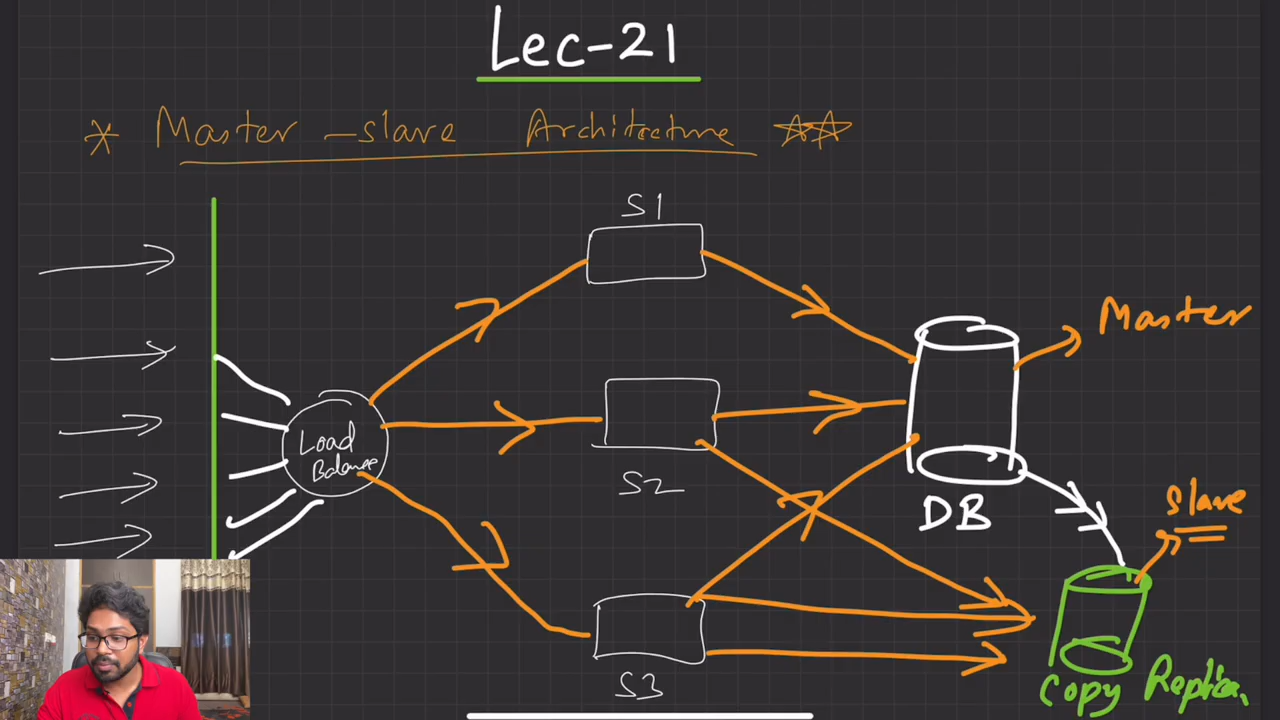 Lec-21
* Master-slave Architecture
S1
Master
Load
Balance
S2
DB
slave
S3
Copy Replica